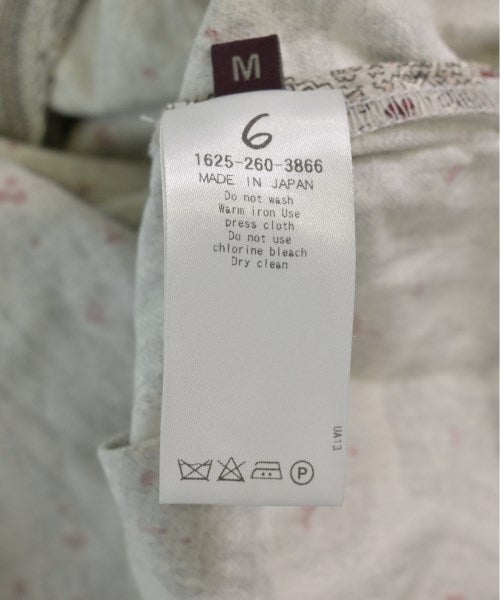 M
6
1625-260-3866
MADE IN JAPAN
Do not wash
Warm iron Use
press cloth
Do not use
chlorine bleach
Dry clean
UA13
P